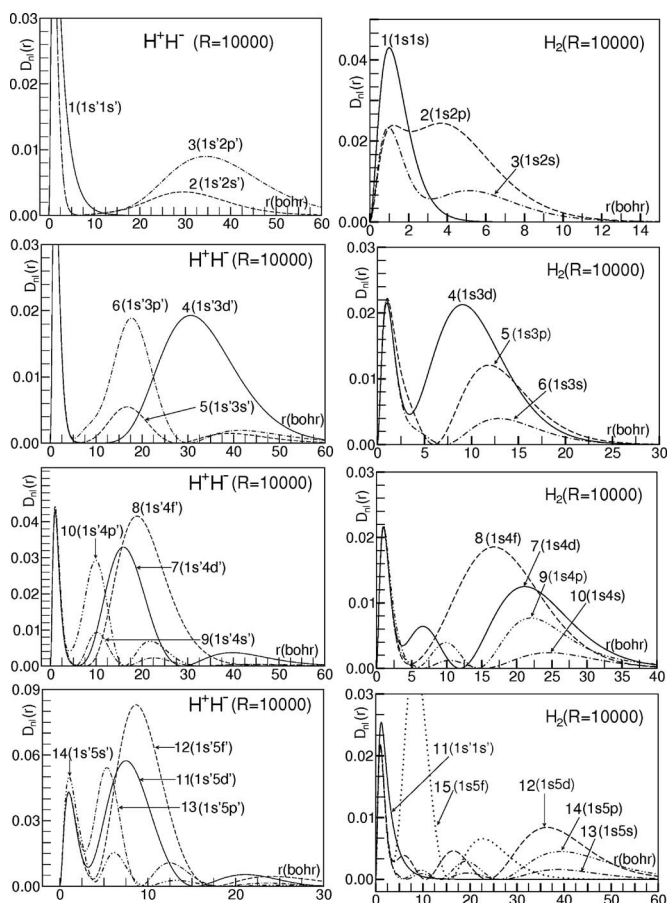 H⁺H⁻ (R=10000)
D_nl(r)
0.03
0.02
0.01
0.00
1(1s'1s')
3(1s'2p')
2(1s'2s')
r(bohr)
0 10 20 30 40 50 60
H₂(R=10000)
D_nl(r)
0.04
0.02
0.00
1(1s1s)
2(1s2p)
3(1s2s)
r(bohr)
0 2 4 6 8 10 12 14
H⁺H⁻ (R=10000)
D_nl(r)
0.03
0.02
0.01
0.00
6(1s'3p')
4(1s'3d')
5(1s'3s')
r(bohr)
0 10 20 30 40 50 60
H₂(R=10000)
D_nl(r)
0.03
0.02
0.01
0.00
4(1s3d)
5(1s3p)
6(1s3s)
r(bohr)
0 5 10 15 20 25 30
H⁺H⁻ (R=10000)
D_nl(r)
0.04
0.03
0.02
0.01
0.00
10(1s'4p')
8(1s'4f')
7(1s'4d')
9(1s'4s')
r(bohr)
0 10 20 30 40 50 60
H₂(R=10000)
D_nl(r)
0.03
0.02
0.01
0.00
8(1s4f)
7(1s4d)
9(1s4p)
10(1s4s)
r(bohr)
0 5 10 15 20 25 30 35 40
H⁺H⁻ (R=10000)
D_nl(r)
0.09
0.06
0.03
0.00
14(1s'5s')
12(1s'5f')
11(1s'5d')
13(1s'5p')
r(bohr)
0 5 10 15 20 25 30
H₂(R=10000)
D_nl(r)
0.03
0.02
0.01
0.00
11(1s'1s')
15(1s5f)
12(1s5d)
14(1s5p)
13(1s5s)
r(bohr)
0 10 20 30 40 50 60